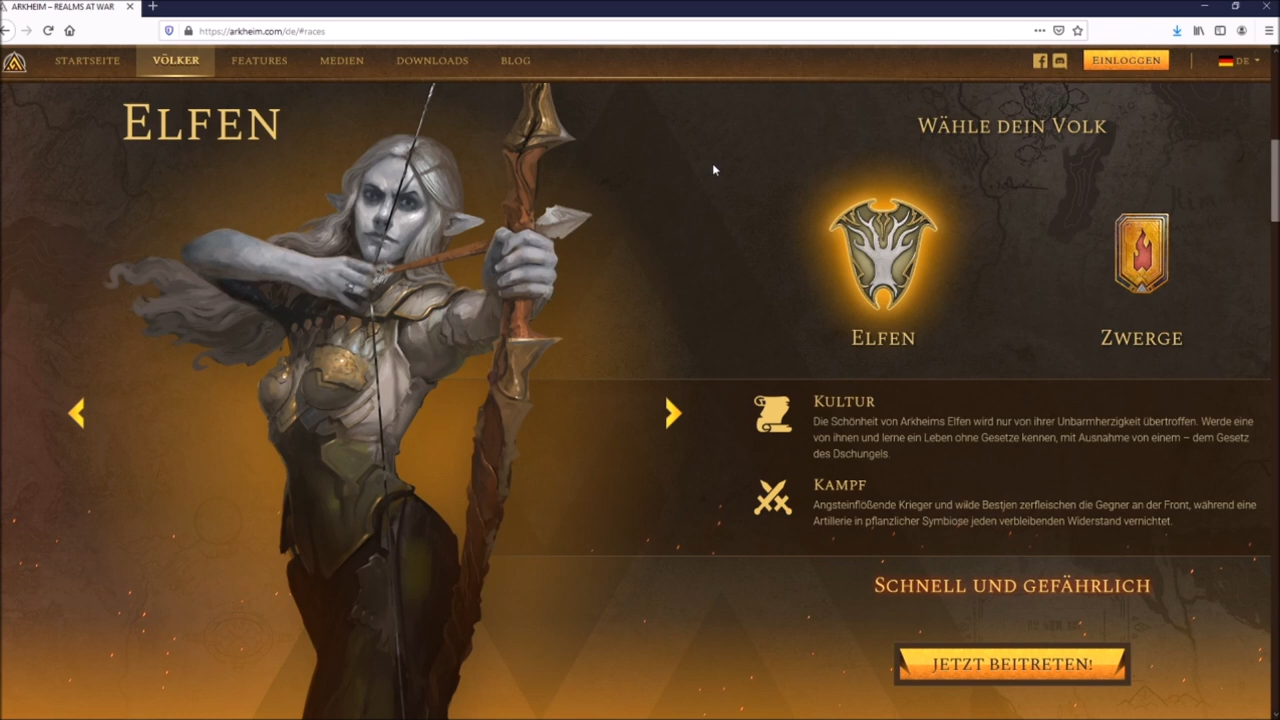 ARKHEIM – REALMS AT WAR
https://arkheim.com/de/#races
STARTSEITE VÖLKER FEATURES MEDIEN DOWNLOADS BLOG EINLOGGEN DE
ELFEN
WÄHLE DEIN VOLK
ELFEN ZWERGE
KULTUR
Die Schönheit von Arkheims Elfen wird nur von ihrer Unbarmherzigkeit übertroffen. Werde eine
von ihnen und lerne ein Leben ohne Gesetze kennen, mit Ausnahme von einem – dem Gesetz
des Dschungels.
KAMPF
Angsteinflößende Krieger und wilde Bestien zerfleischen die Gegner an der Front, während eine
Artillerie in pflanzlicher Symbiose jeden verbleibenden Widerstand vernichtet.
SCHNELL UND GEFÄHRLICH
JETZT BEITRETEN!